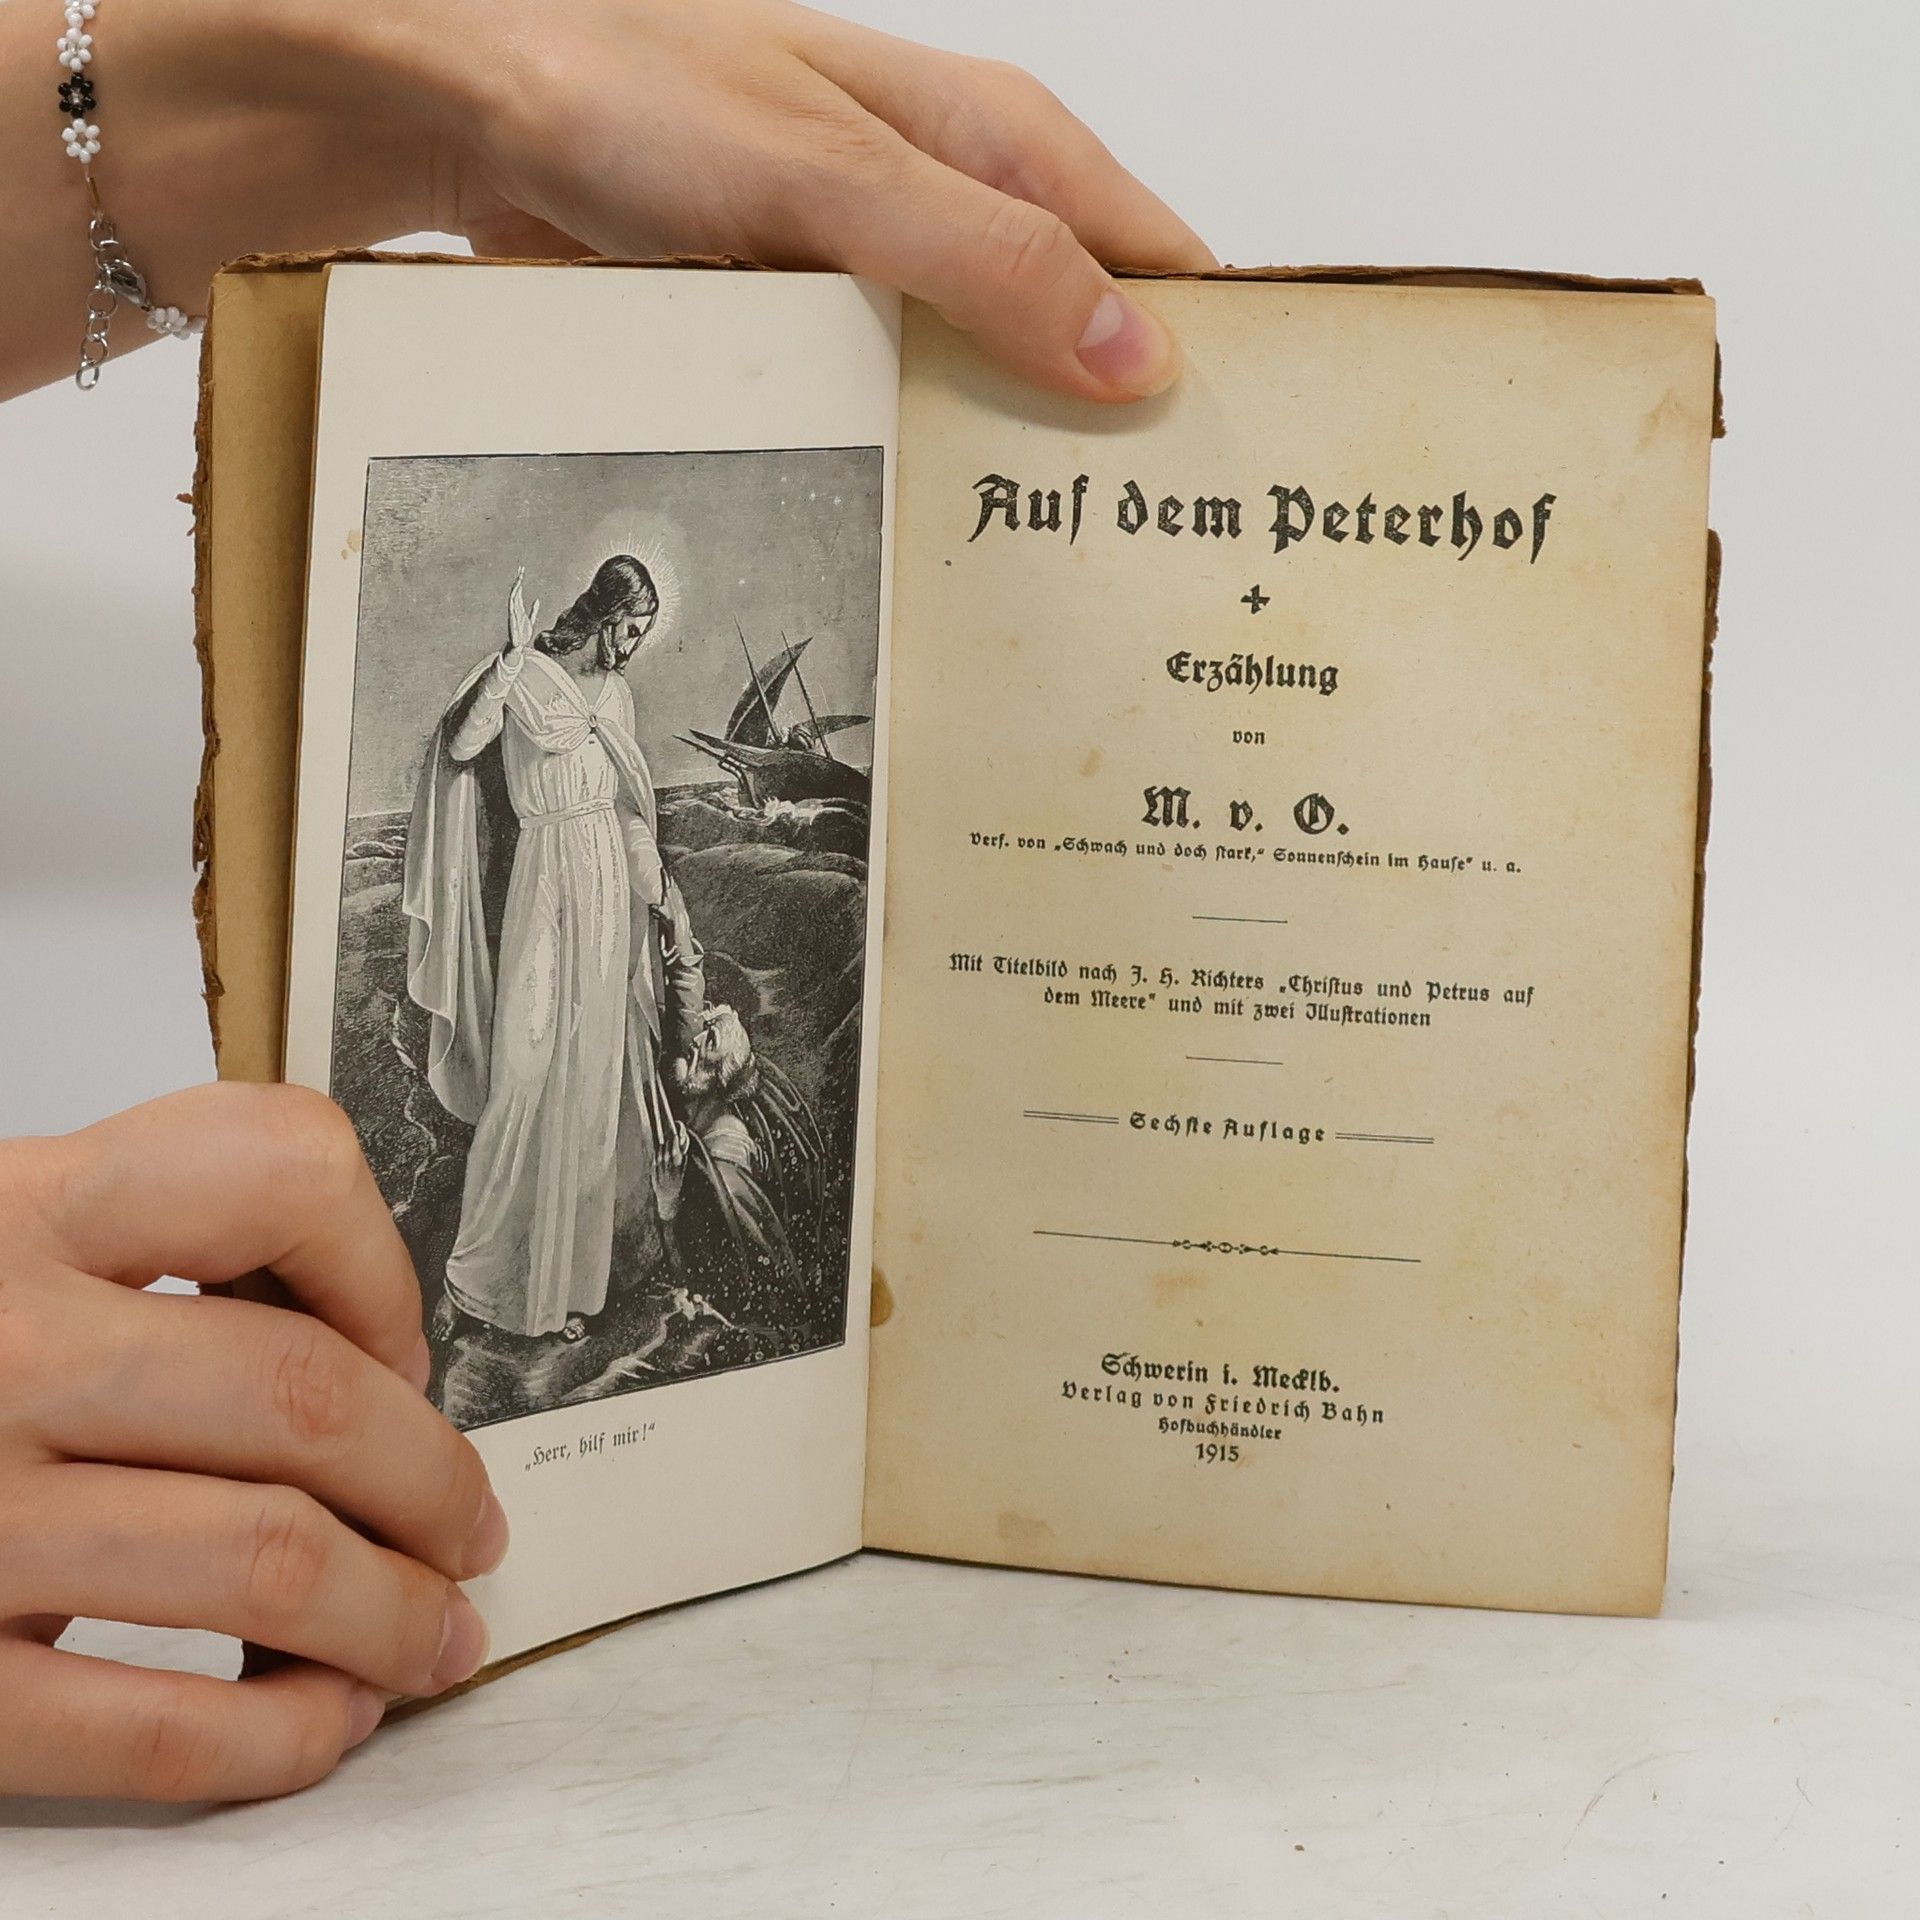 „Herr, hilf mir!“
Auf dem Peterhof
Erzählung
von
M. v. O.
Verf. von „Schwach und doch stark,“ Sonnenschein im Hause“ u. a.
Mit Titelbild nach J. H. Richters „Christus und Petrus auf
dem Meere“ und mit zwei Illustrationen
Sechste Auflage
Schwerin i. Mecklb.
Verlag von Friedrich Bahn
Hofbuchhändler
1915